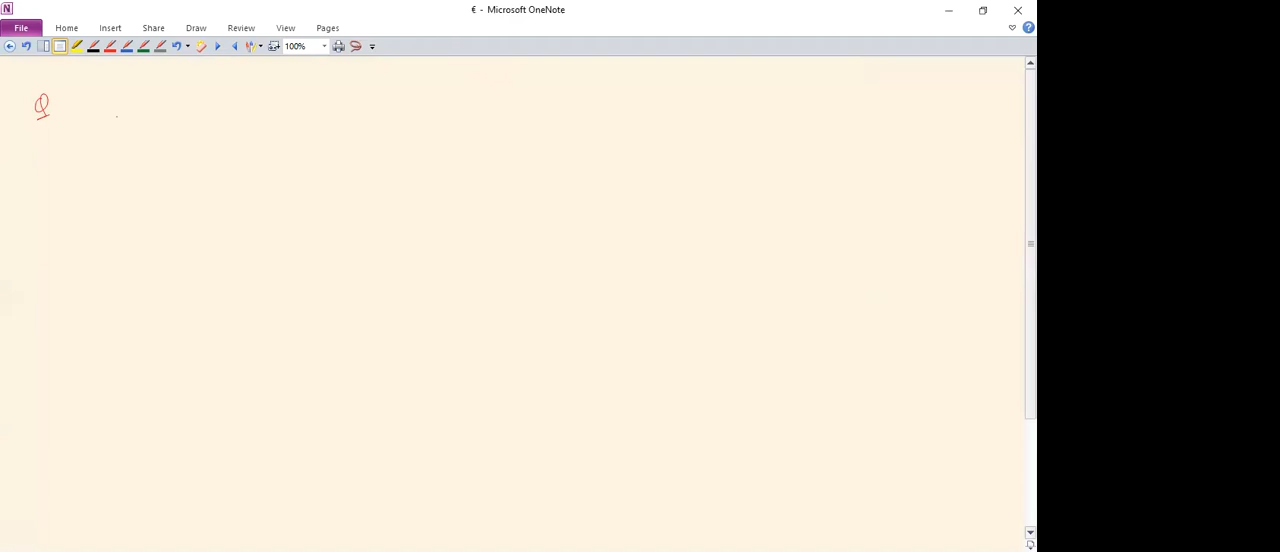 € - Microsoft OneNote
File Home Insert Share Draw Review View Pages
100%
Q